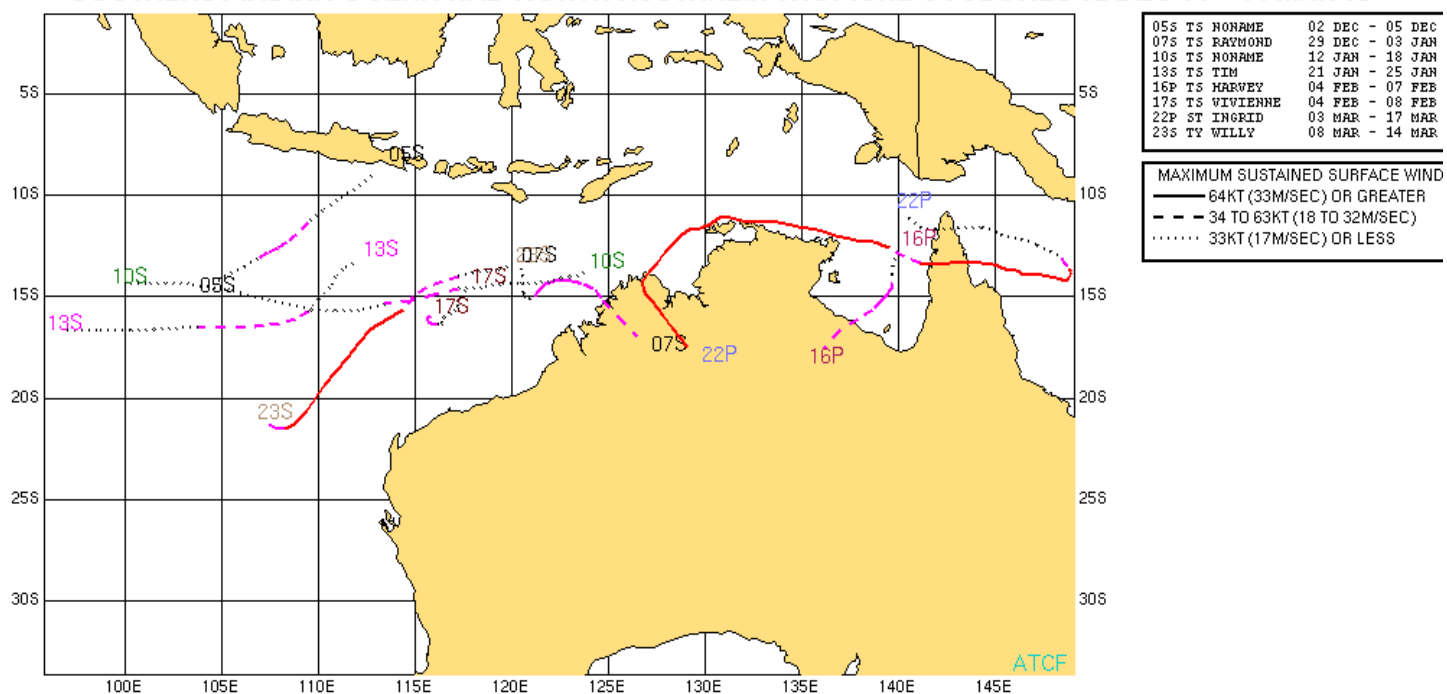 05S TS NONAME 02 DEC - 05 DEC
07S TS RAYMOND 29 DEC - 03 JAN
10S TS NONAME 12 JAN - 18 JAN
13S TS TIM 21 JAN - 25 JAN
16P TS HARVEY 04 FEB - 07 FEB
17S TS VIVIENNE 04 FEB - 08 FEB
22P ST INGRID 03 MAR - 17 MAR
23S TY WILLY 08 MAR - 14 MAR
MAXIMUM SUSTAINED SURFACE WIND
64KT (33M/SEC) OR GREATER
34 TO 63KT (18 TO 32M/SEC)
33KT (17M/SEC) OR LESS
5S 5S
05S
10S 10S
22P
16P
13S
07S
10S 05S 17S 10S
15S 15S
17S
13S
07S 22P 16P
20S 20S
23S
25S 25S
30S 30S
ATCF
100E 105E 110E 115E 120E 125E 130E 135E 140E 145E